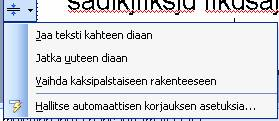 Jaa teksti kahteen diaan
Jatka uuteen diaan
Vaihda kaksipalstaiseen rakenteeseen
Hallitse automaattisen korjauksen asetuksia...